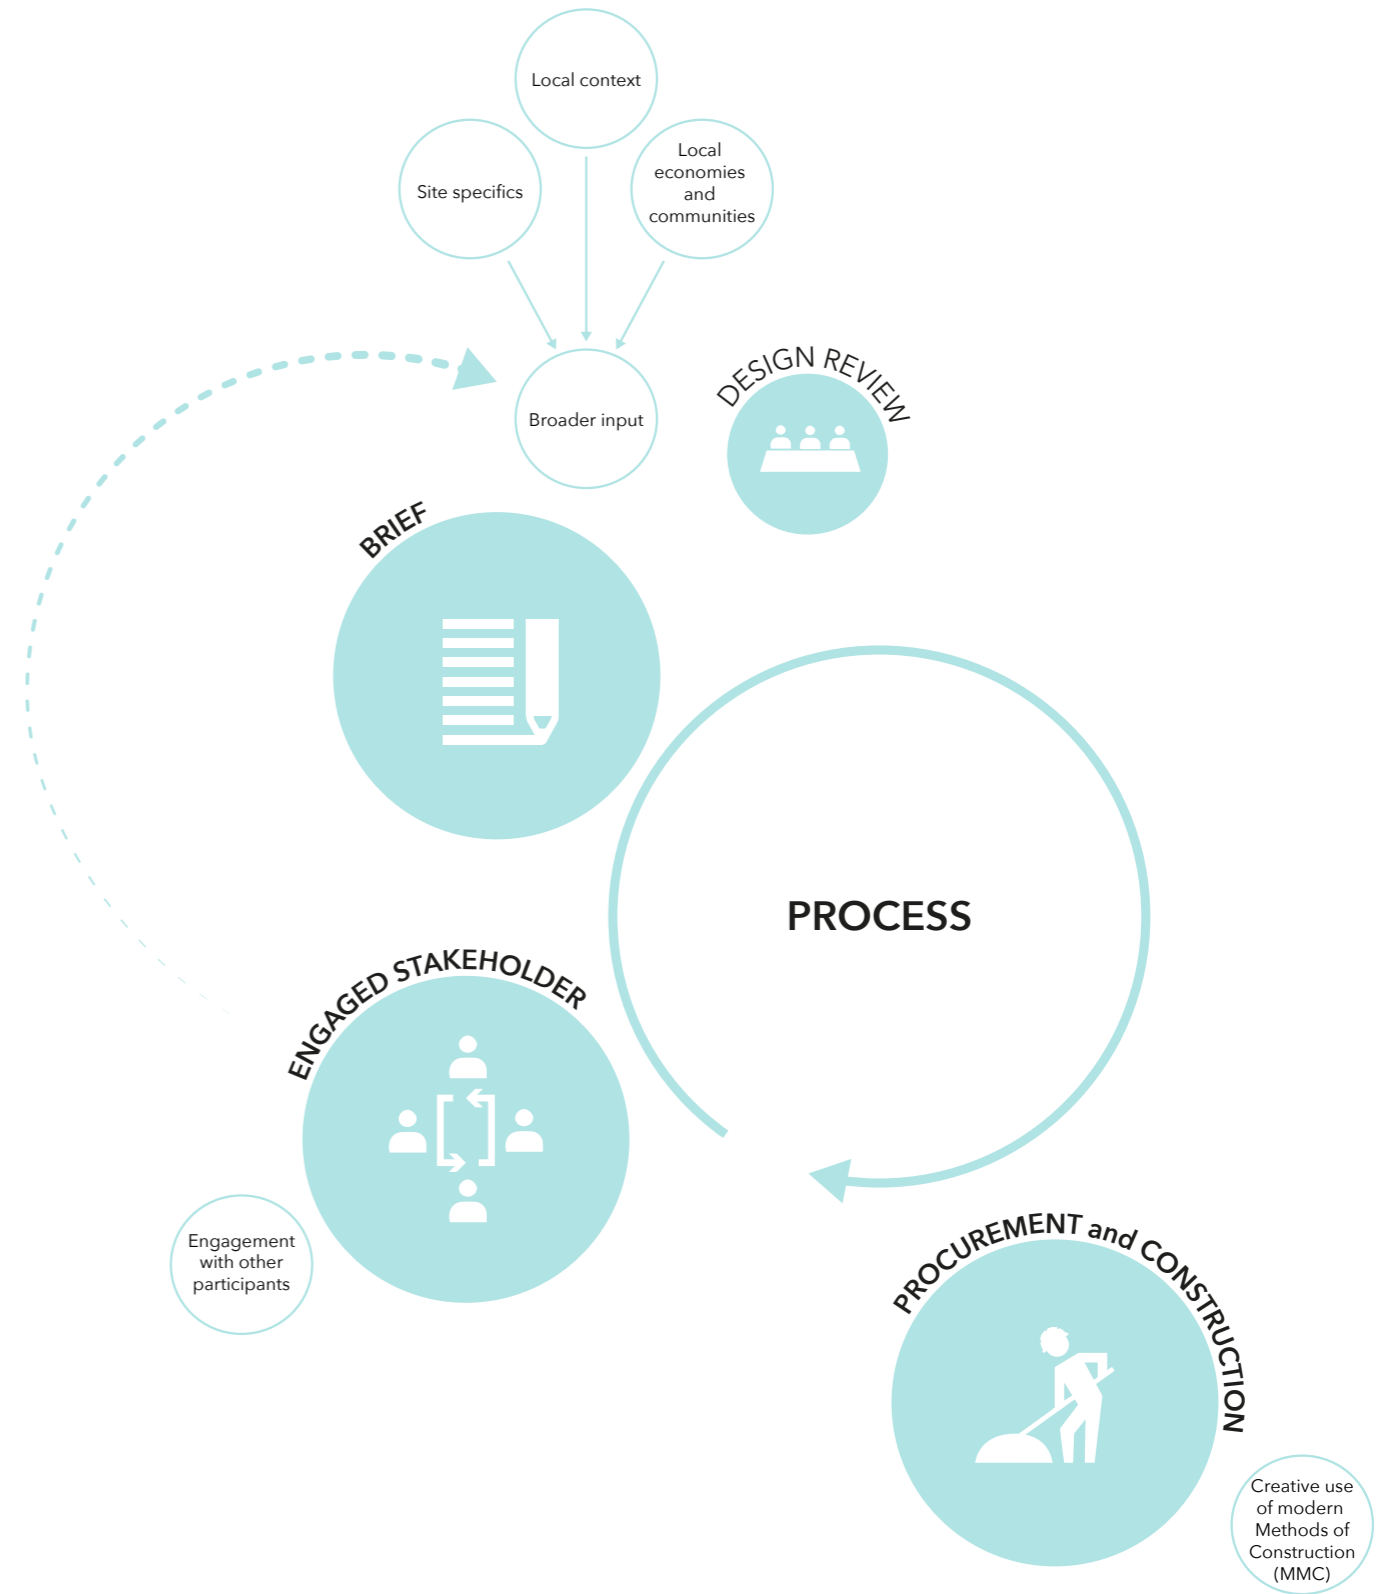 Local context
Site specifics
Local
economies
and
communities
Broader input
DESIGN REVIEW
BRIEF
PROCESS
ENGAGED STAKEHOLDER
Engagement
with other
participants
PROCUREMENT and CONSTRUCTION
Creative use
of modern
Methods of
Construction
(MMC)